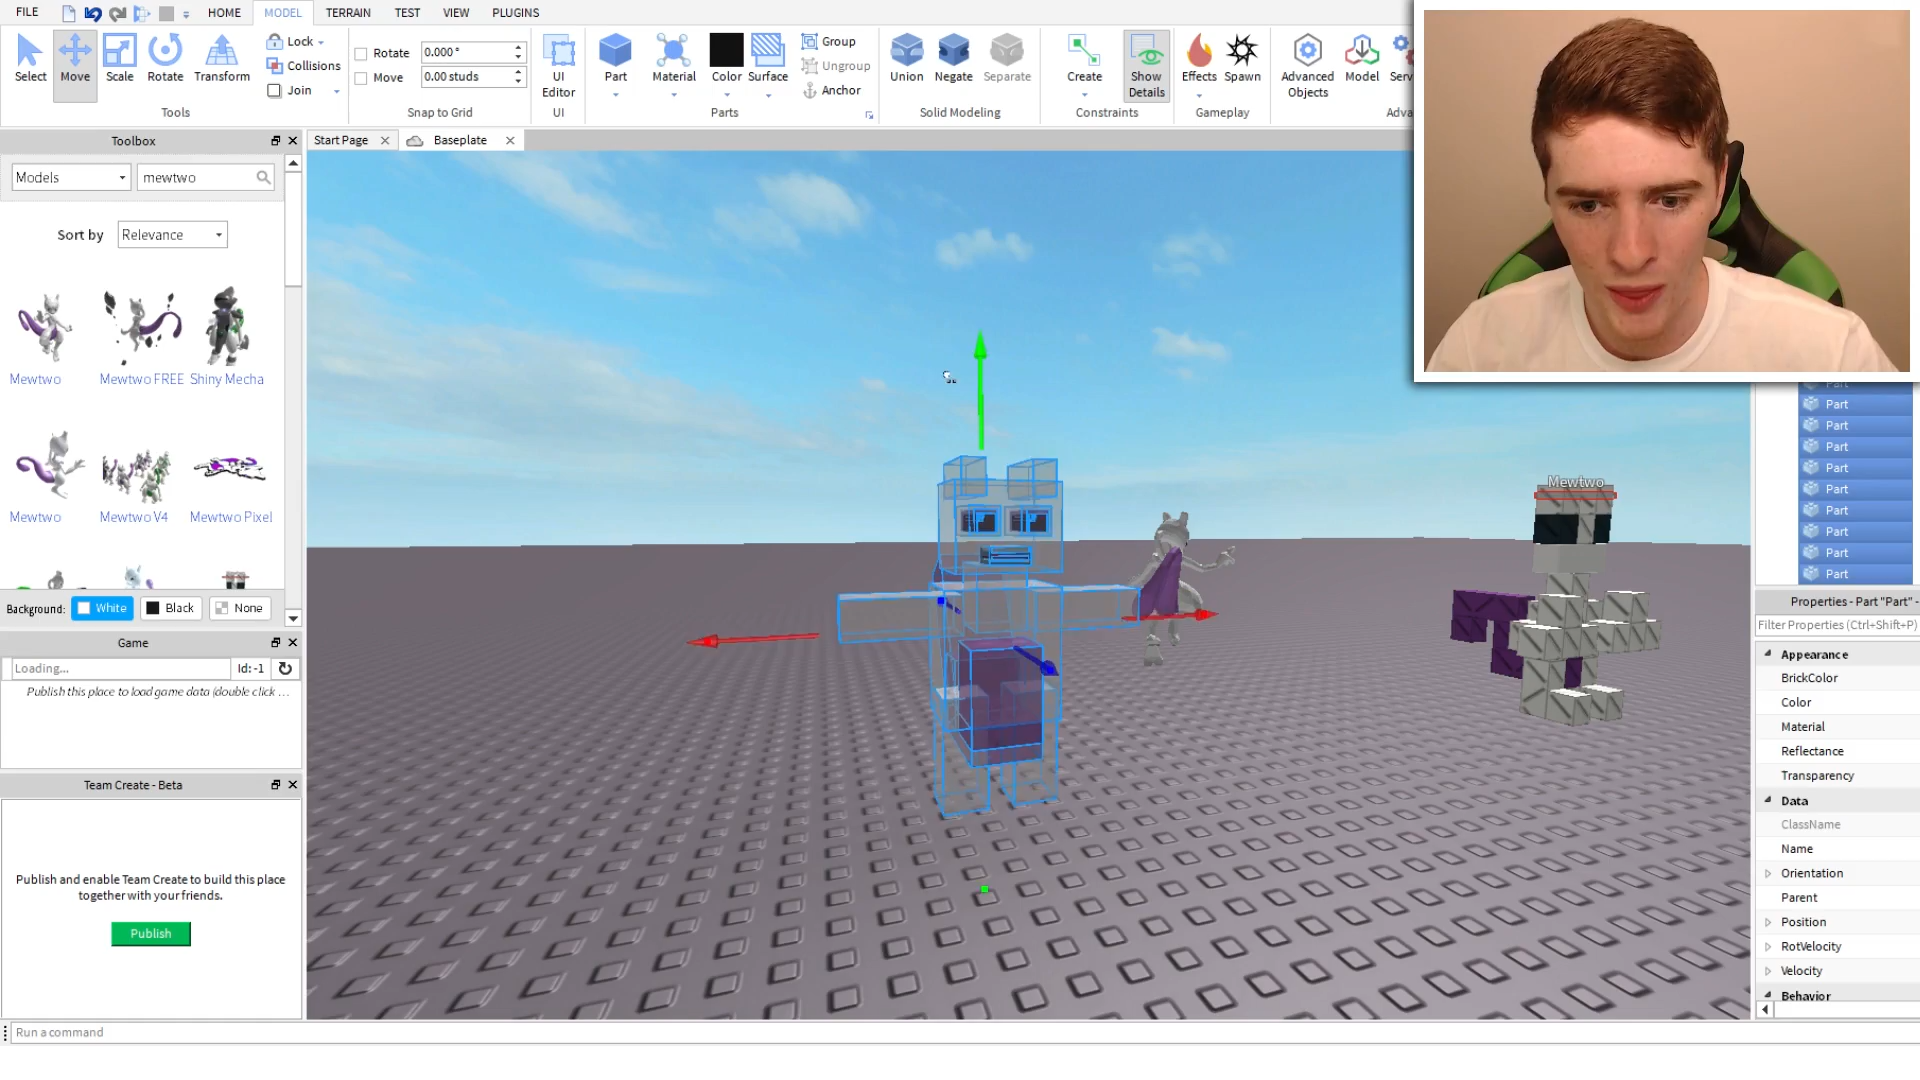 FILE HOME MODEL TERRAIN TEST VIEW PLUGINS
Select Move Scale Rotate Transform
Lock
Collisions
Join
Tools
Rotate 0.000 °
Move 0.00 studs
Snap to Grid
UI
Editor
UI
Part Material Color Surface
Group
Ungroup
Anchor
Parts
Union Negate Separate
Solid Modeling
Create Show
Details
Constraints
Effects Spawn
Gameplay
Advanced
Objects
Model Serv
Adva
Toolbox
Start Page Baseplate
Models mewtwo
Sort by Relevance
Mewtwo Mewtwo FREE Shiny Mecha
Mewtwo Mewtwo V4 Mewtwo Pixel
Background: White Black None
Game
Loading... Id: -1
Publish this place to load game data (double click ...
Team Create - Beta
Publish and enable Team Create to build this place
together with your friends.
Publish
Run a command
Mewtwo
Part
Part
Part
Part
Part
Part
Part
Part
Part
Part
Properties - Part "Part" -
Filter Properties (Ctrl+Shift+P)
Appearance
BrickColor
Color
Material
Reflectance
Transparency
Data
ClassName
Name
Orientation
Parent
Position
RotVelocity
Velocity
Behavior